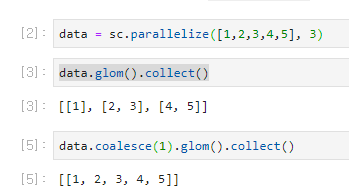 [2]: data = sc.parallelize([1,2,3,4,5], 3)
[3]: data.glom().collect()
[3]: [[1], [2, 3], [4, 5]]
[5]: data.coalesce(1).glom().collect()
[5]: [[1, 2, 3, 4, 5]]